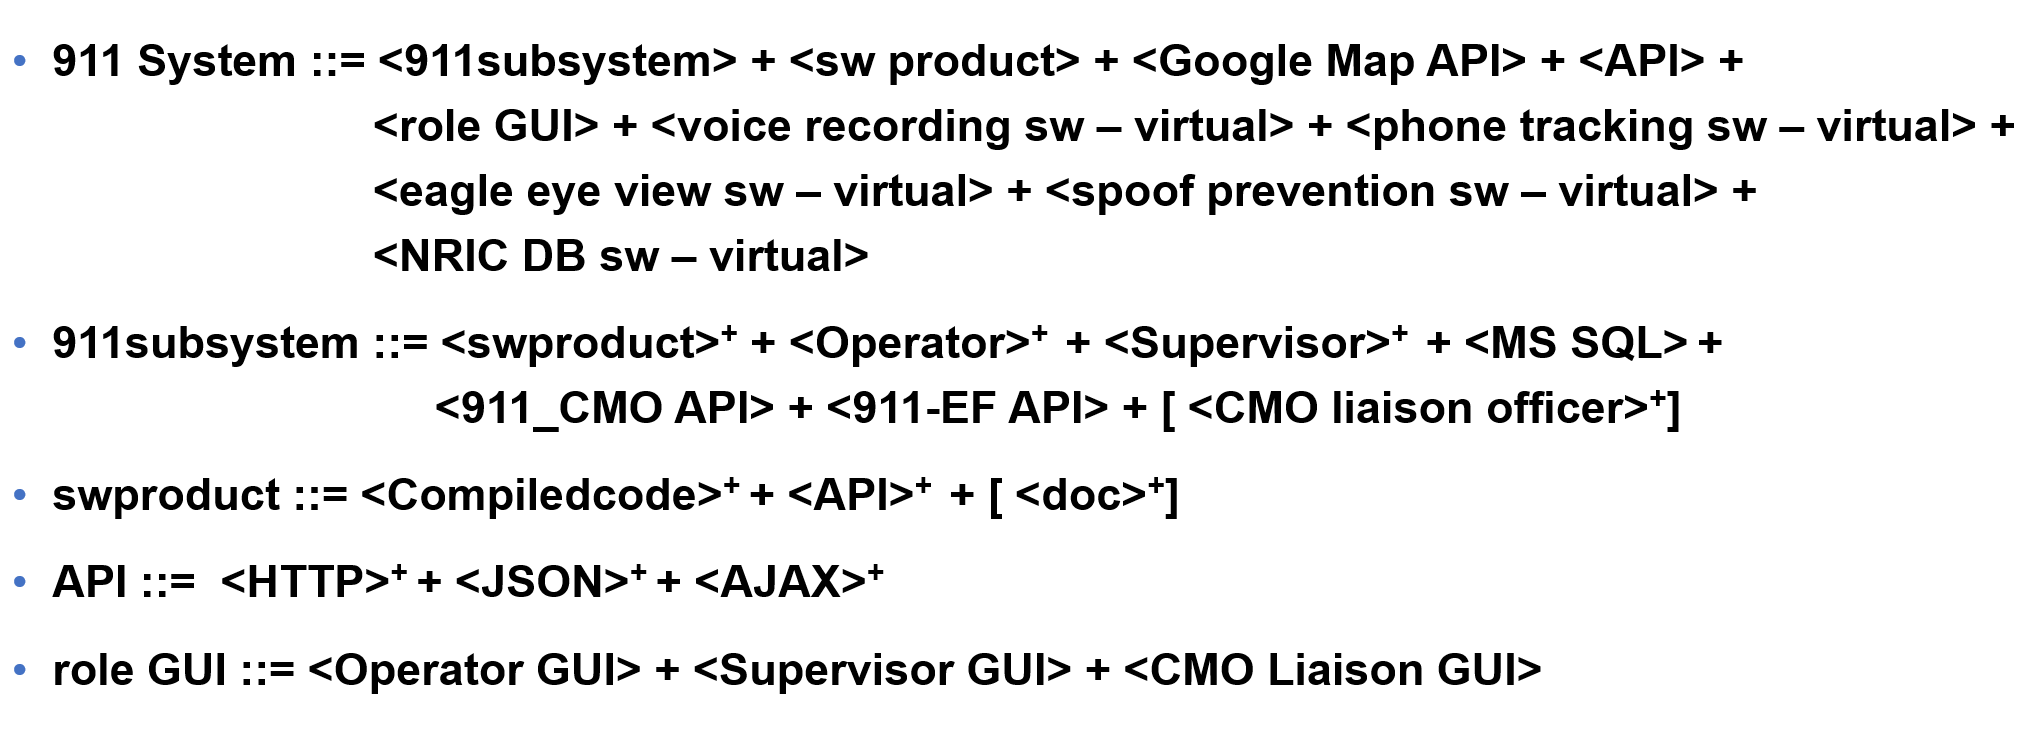 • 911 System ::= <911subsystem> + <sw product> + <Google Map API> + <API> +
<role GUI> + <voice recording sw – virtual> + <phone tracking sw – virtual> +
<eagle eye view sw – virtual> + <spoof prevention sw – virtual> +
<NRIC DB sw – virtual>
• 911subsystem ::= <swproduct>⁺ + <Operator>⁺ + <Supervisor>⁺ + <MS SQL> +
<911_CMO API> + <911-EF API> + [ <CMO liaison officer>⁺]
• swproduct ::= <Compiledcode>⁺ + <API>⁺ + [ <doc>⁺]
• API ::= <HTTP>⁺ + <JSON>⁺ + <AJAX>⁺
• role GUI ::= <Operator GUI> + <Supervisor GUI> + <CMO Liaison GUI>